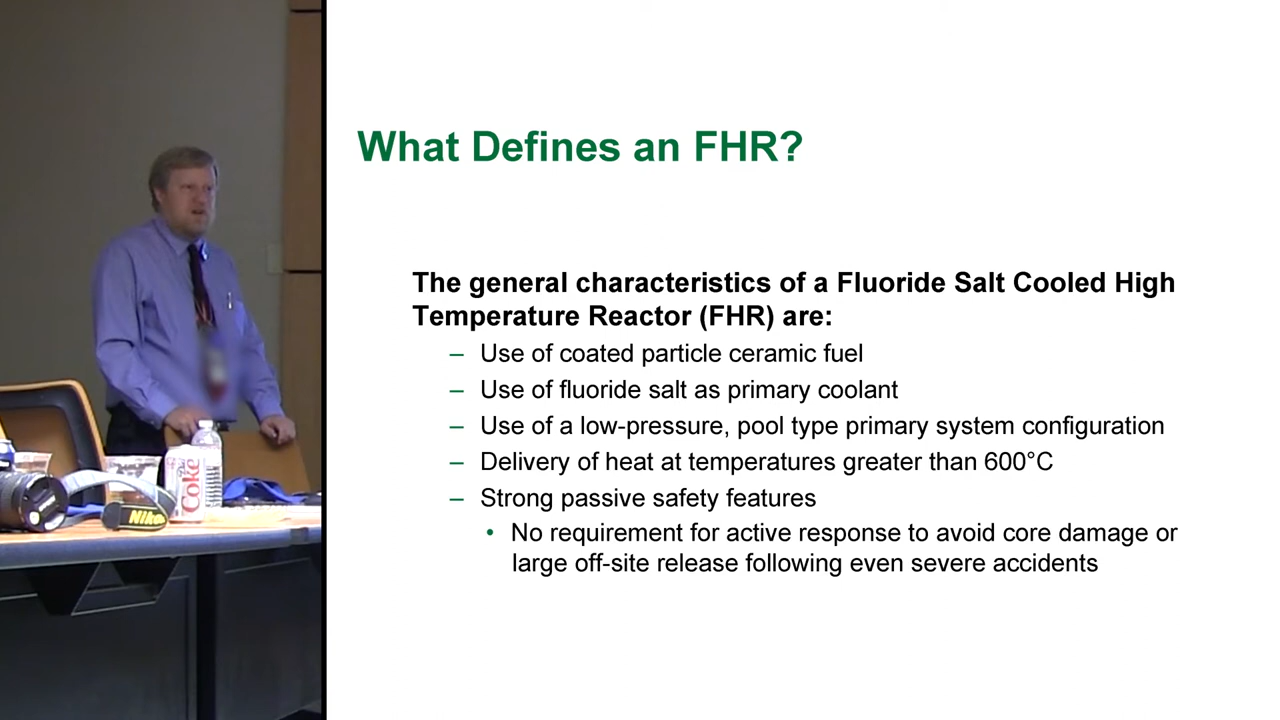 What Defines an FHR?
The general characteristics of a Fluoride Salt Cooled High
Temperature Reactor (FHR) are:
– Use of coated particle ceramic fuel
– Use of fluoride salt as primary coolant
– Use of a low-pressure, pool type primary system configuration
– Delivery of heat at temperatures greater than 600°C
– Strong passive safety features
• No requirement for active response to avoid core damage or
large off-site release following even severe accidents
Coke
Nikon